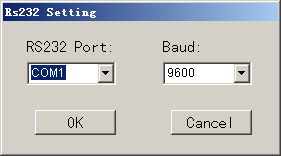 Rs232 Setting
RS232 Port: Baud:
COM1 9600
OK Cancel